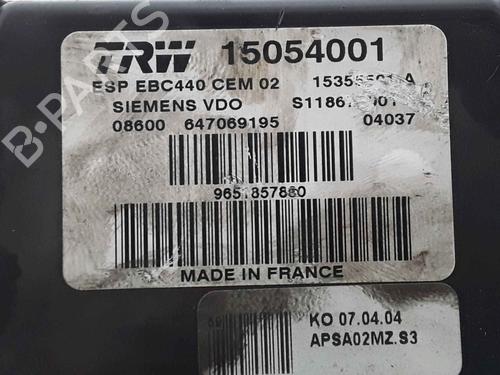 TRW 15054001
ESP EBC440 CEM 02
SIEMENS VDO
08600 647069195 04037
MADE IN FRANCE
KO 07.04.04
APSA02MZ.S3
B-PARTS